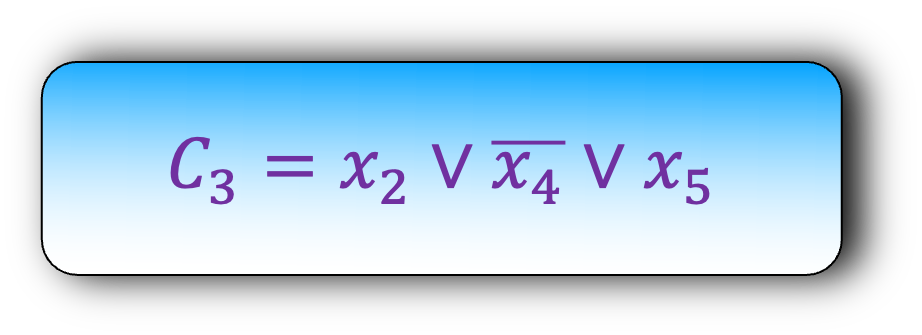 C₃ = x₂ ∨ x̅₄̅ ∨ x₅